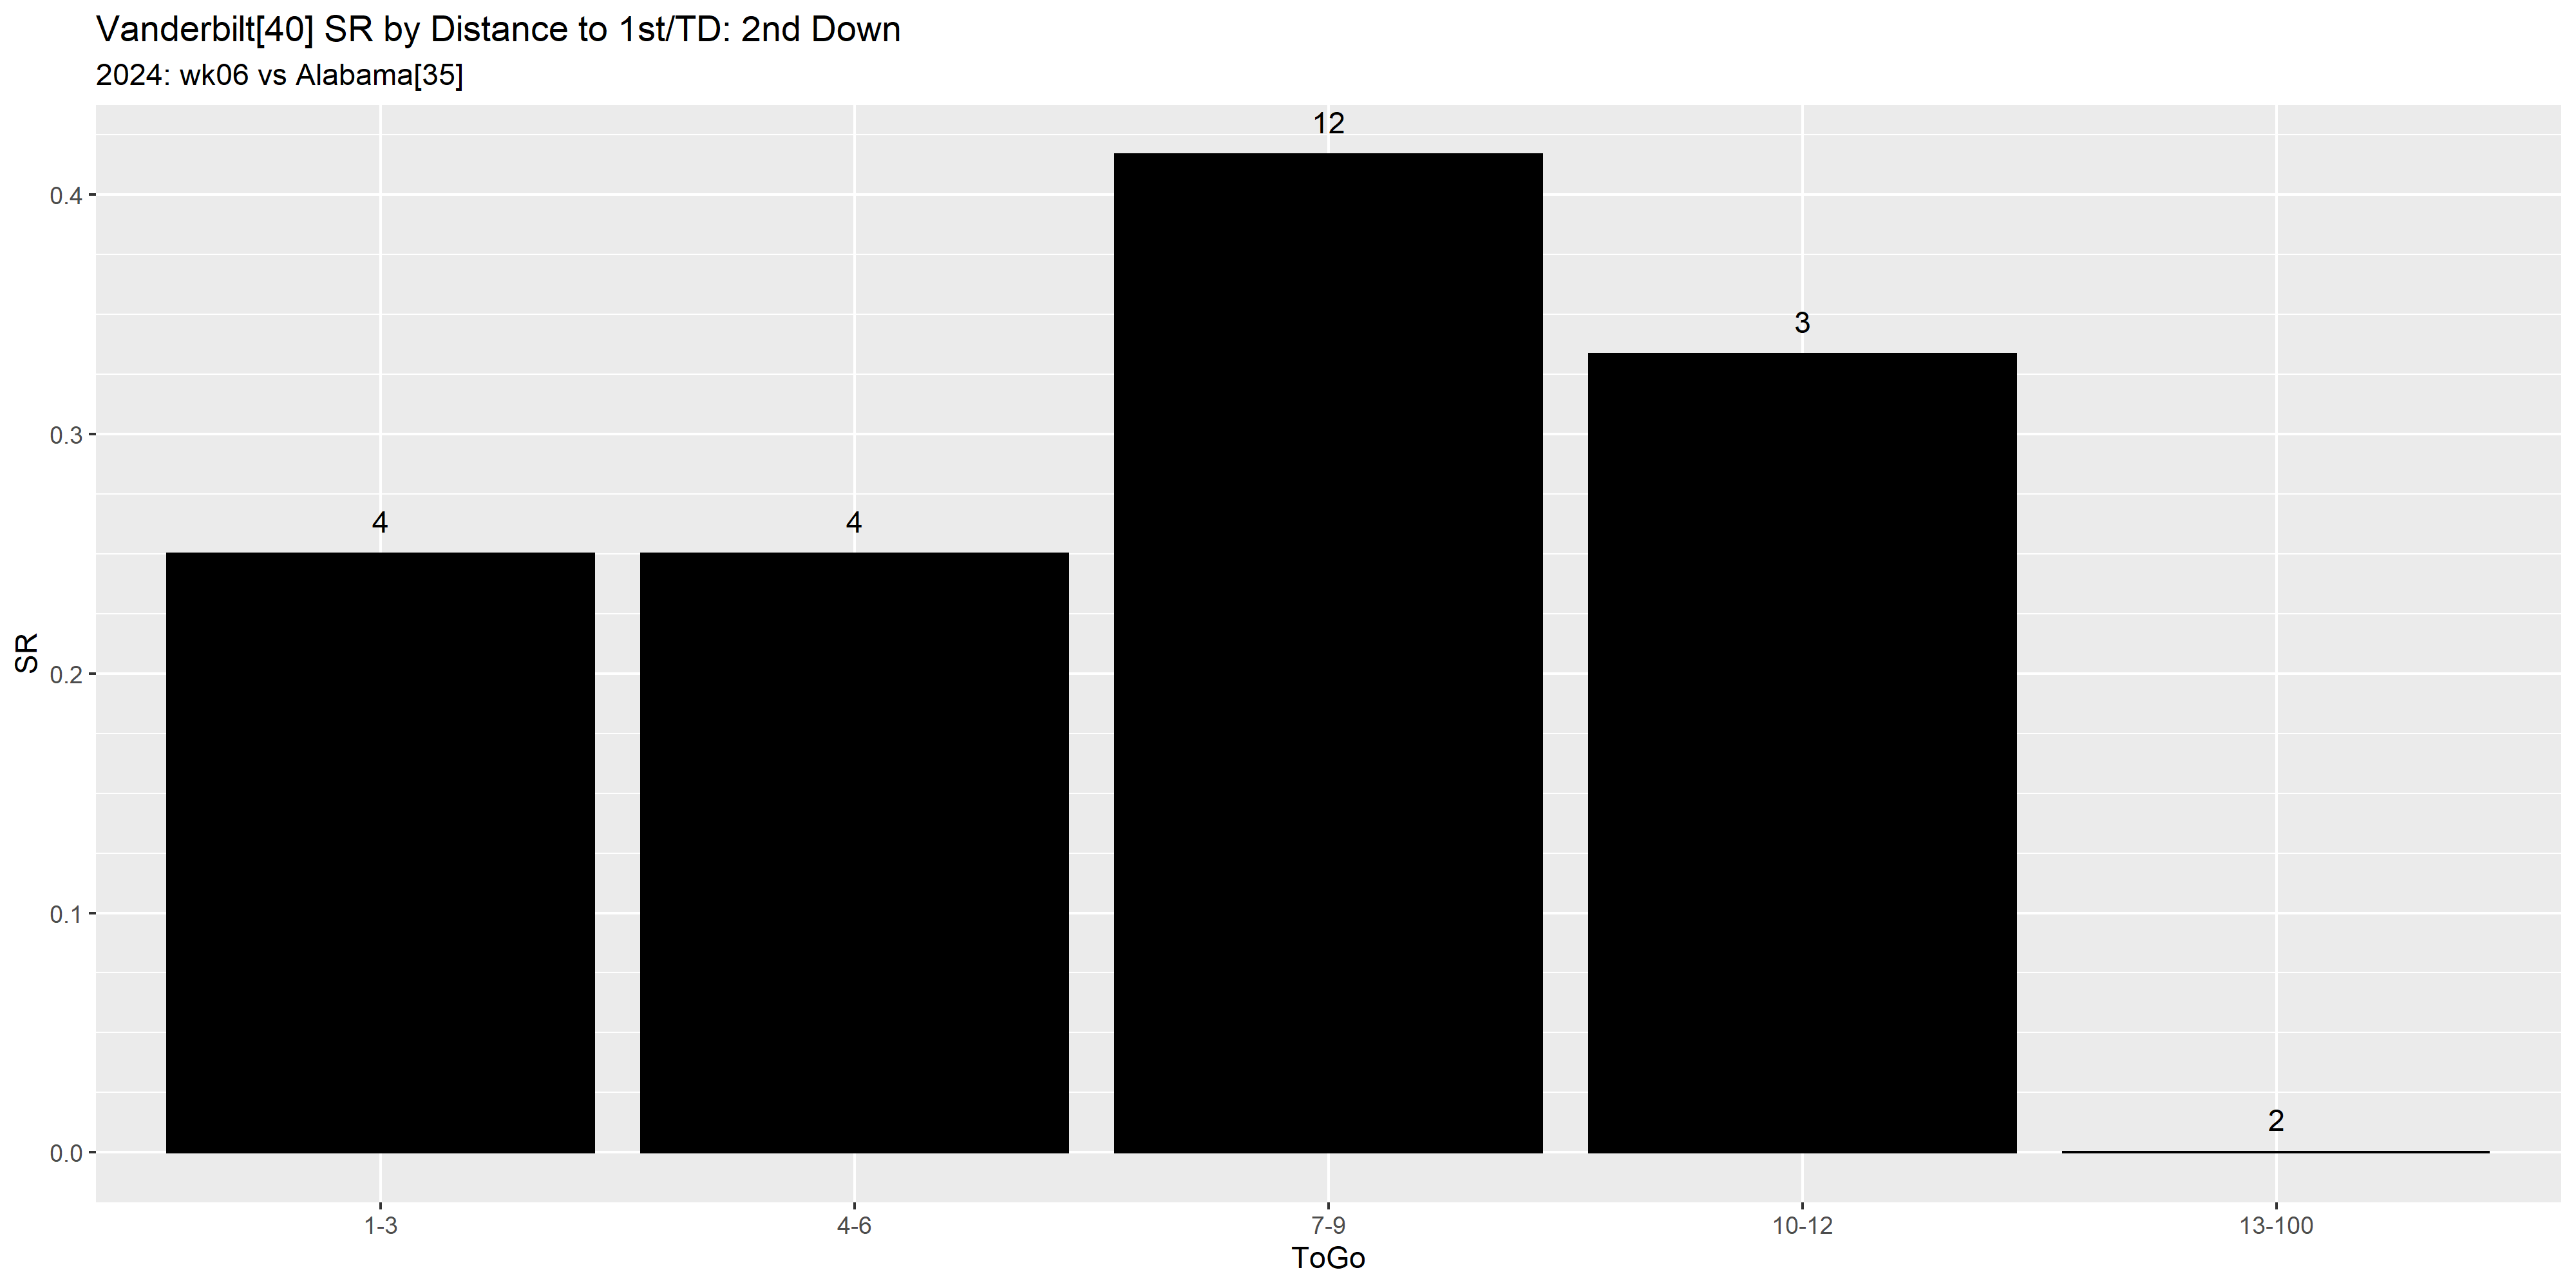 Vanderbilt[40] SR by Distance to 1st/TD: 2nd Down
2024: wk06 vs Alabama[35]
12
0.4
3
0.3
4 4
SR
0.2
0.1
2
0.0
1-3 4-6 7-9 10-12 13-100
ToGo